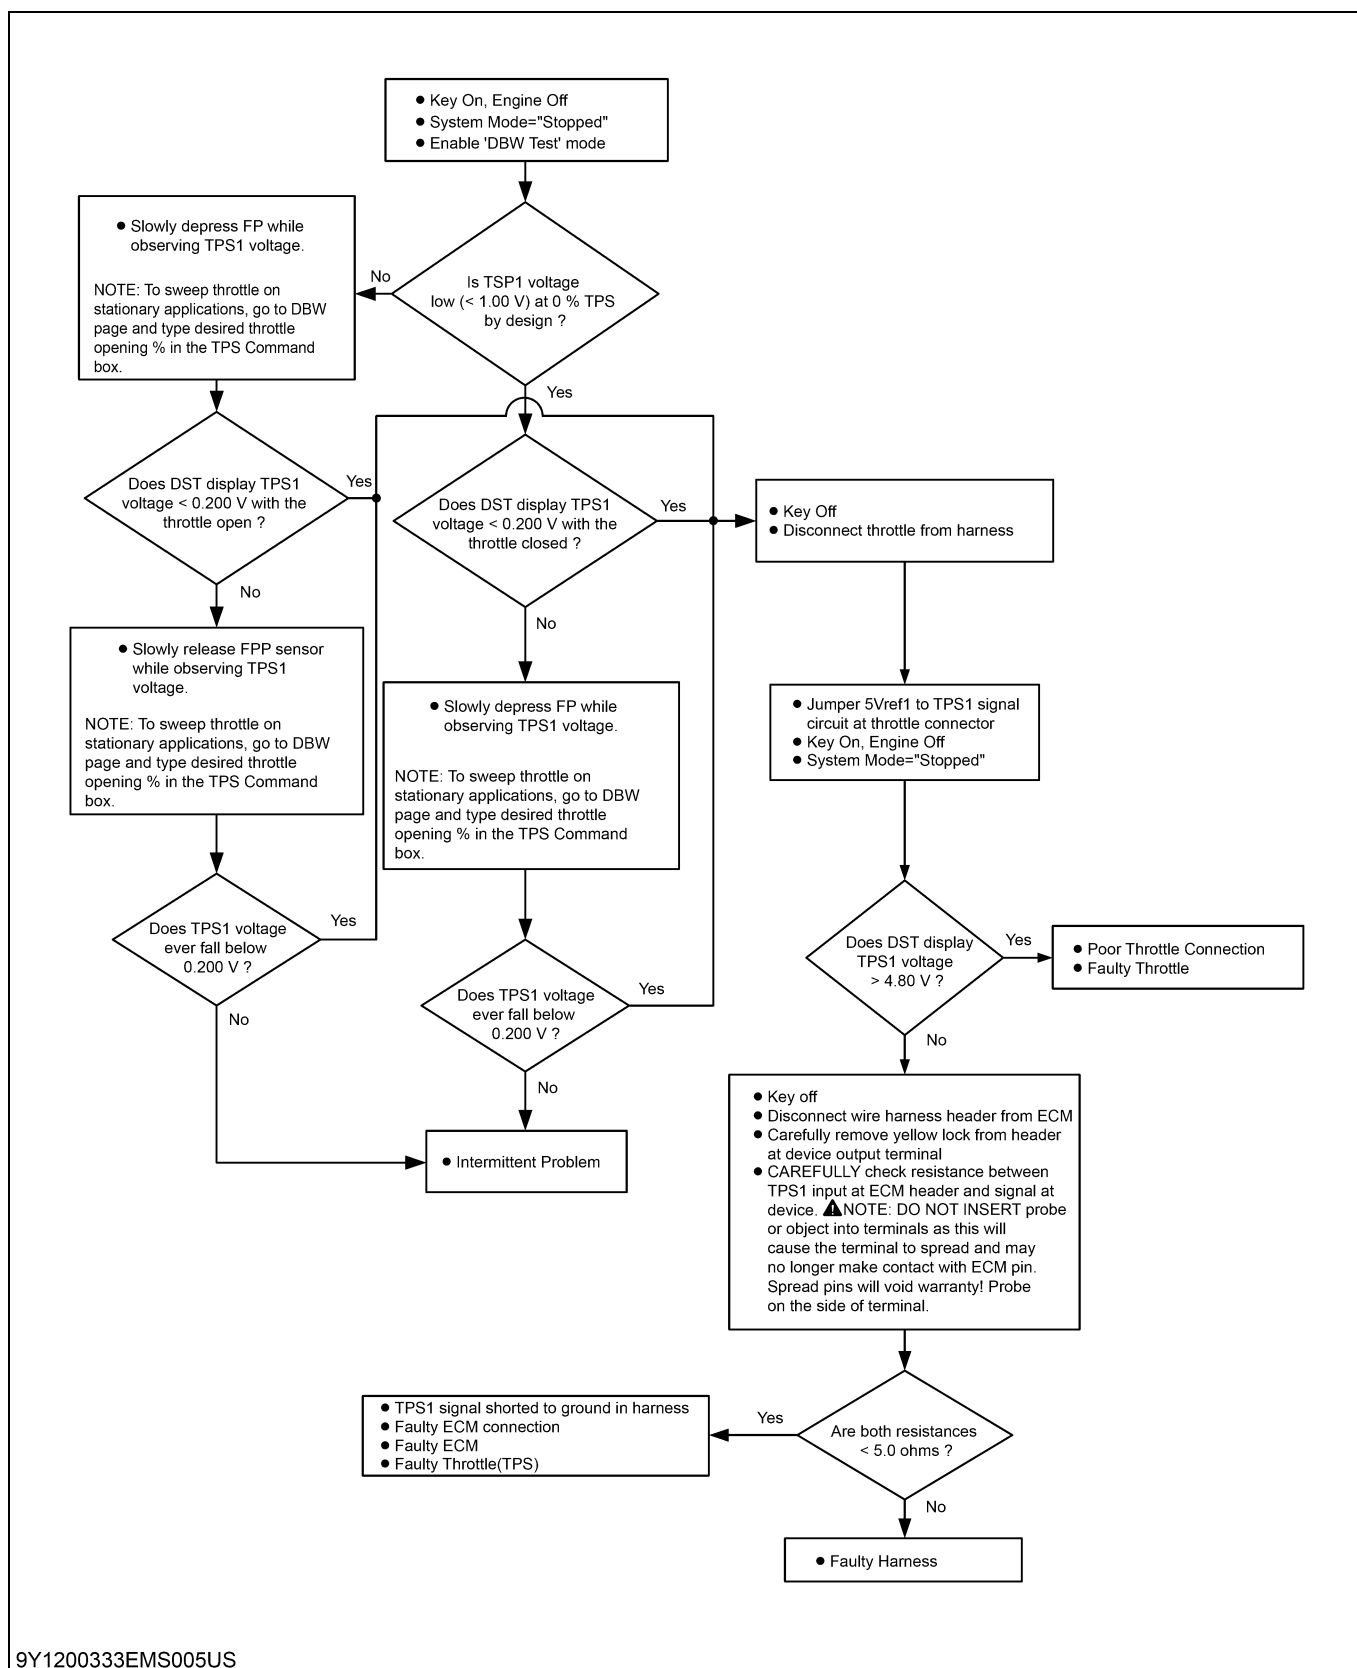 ● Key On, Engine Off
● System Mode="Stopped"
● Enable 'DBW Test' mode
● Slowly depress FP while
observing TPS1 voltage.
NOTE: To sweep throttle on
stationary applications, go to DBW
page and type desired throttle
opening % in the TPS Command
box.
No
Is TSP1 voltage
low (< 1.00 V) at 0 % TPS
by design ?
Yes
Does DST display TPS1
voltage < 0.200 V with the
throttle open ?
Yes
No
Does DST display TPS1
voltage < 0.200 V with the
throttle closed ?
Yes
No
● Key Off
● Disconnect throttle from harness
● Slowly release FPP sensor
while observing TPS1
voltage.
NOTE: To sweep throttle on
stationary applications, go to DBW
page and type desired throttle
opening % in the TPS Command
box.
● Slowly depress FP while
observing TPS1 voltage.
NOTE: To sweep throttle on
stationary applications, go to DBW
page and type desired throttle
opening % in the TPS Command
box.
● Jumper 5Vref1 to TPS1 signal
circuit at throttle connector
● Key On, Engine Off
● System Mode="Stopped"
Does TPS1 voltage
ever fall below
0.200 V ?
Yes
No
Does TPS1 voltage
ever fall below
0.200 V ?
Yes
No
Does DST display
TPS1 voltage
> 4.80 V ?
Yes
No
● Poor Throttle Connection
● Faulty Throttle
● Intermittent Problem
● Key off
● Disconnect wire harness header from ECM
● Carefully remove yellow lock from header
at device output terminal
● CAREFULLY check resistance between
TPS1 input at ECM header and signal at
device. NOTE: DO NOT INSERT probe
or object into terminals as this will
cause the terminal to spread and may
no longer make contact with ECM pin.
Spread pins will void warranty! Probe
on the side of terminal.
● TPS1 signal shorted to ground in harness
● Faulty ECM connection
● Faulty ECM
● Faulty Throttle(TPS)
Yes
Are both resistances
< 5.0 ohms ?
No
● Faulty Harness
9Y1200333EMS005US